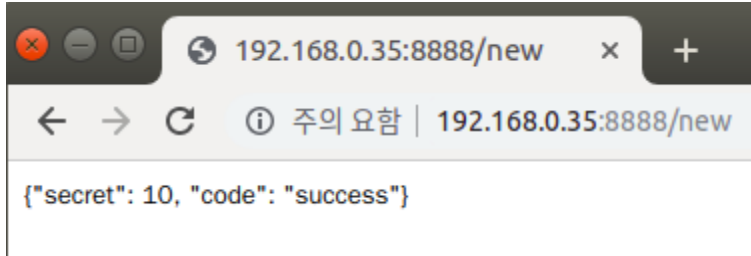 192.168.0.35:8888/new
주의 요함 192.168.0.35:8888/new
{"secret": 10, "code": "success"}